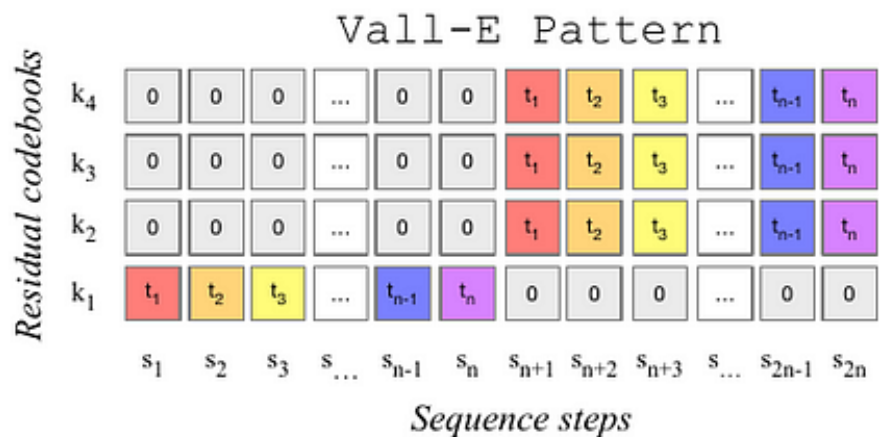 Vall-E Pattern
Residual codebooks
k4 0 0 0 ... 0 0 t1 t2 t3 ... tn-1 tn
k3 0 0 0 ... 0 0 t1 t2 t3 ... tn-1 tn
k2 0 0 0 ... 0 0 t1 t2 t3 ... tn-1 tn
k1 t1 t2 t3 ... tn-1 tn 0 0 0 ... 0 0
s1 s2 s3 s... sn-1 sn sn+1 sn+2 sn+3 s... s2n-1 s2n
Sequence steps